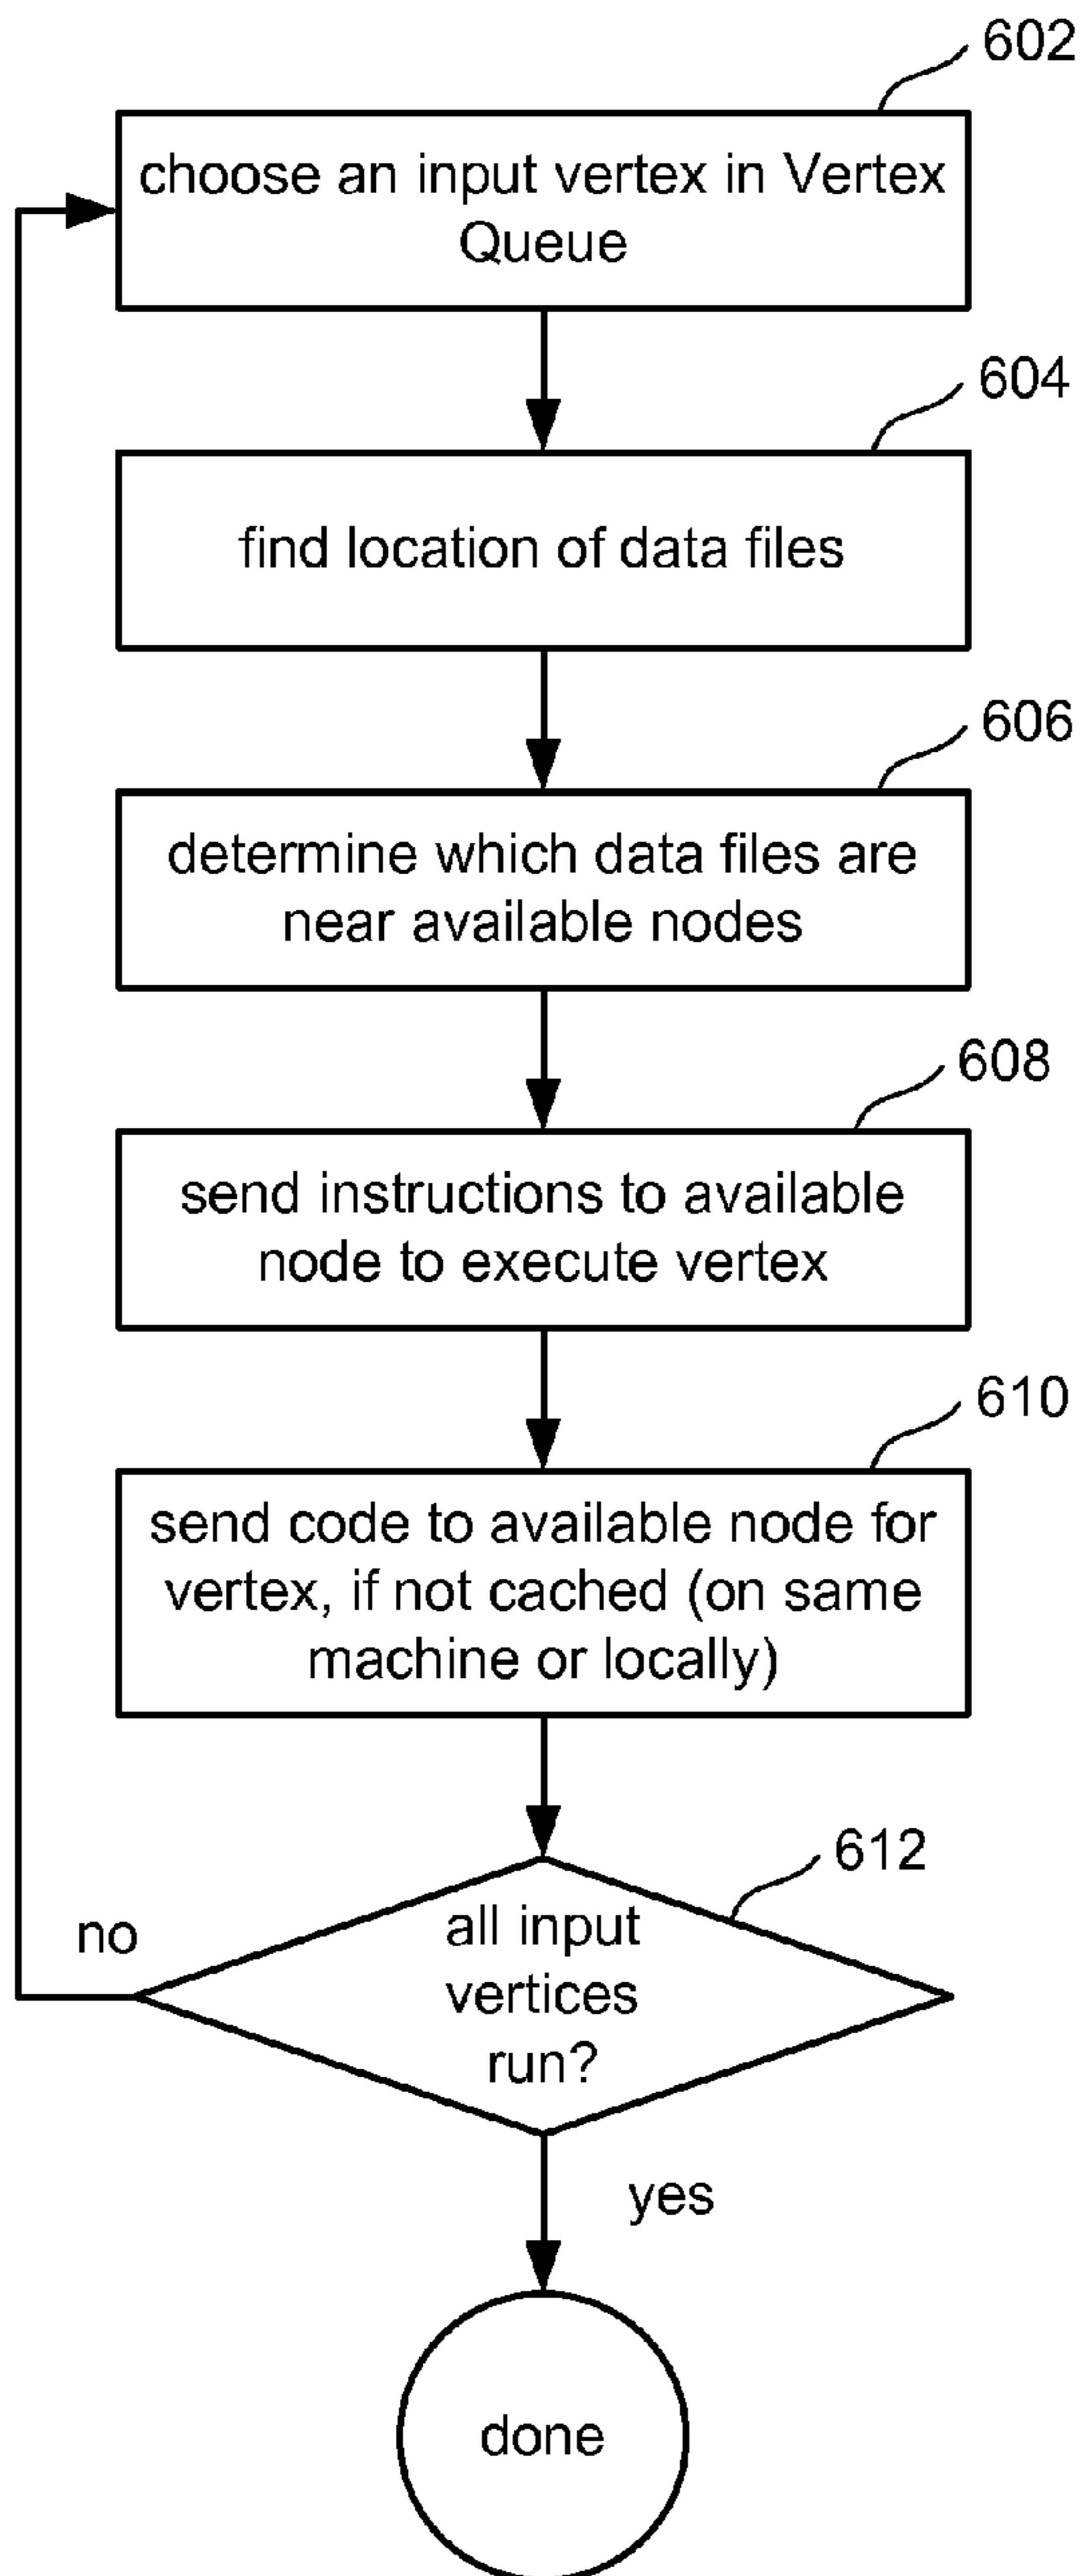 602
choose an input vertex in Vertex
Queue
604
find location of data files
606
determine which data files are
near available nodes
608
send instructions to available
node to execute vertex
610
send code to available node for
vertex, if not cached (on same
machine or locally)
612
no
all input
vertices
run?
yes
done